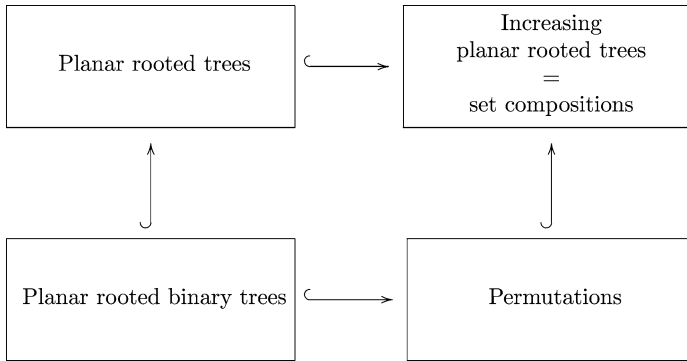 Planar rooted trees
Increasing
planar rooted trees
=
set compositions
Planar rooted binary trees
Permutations